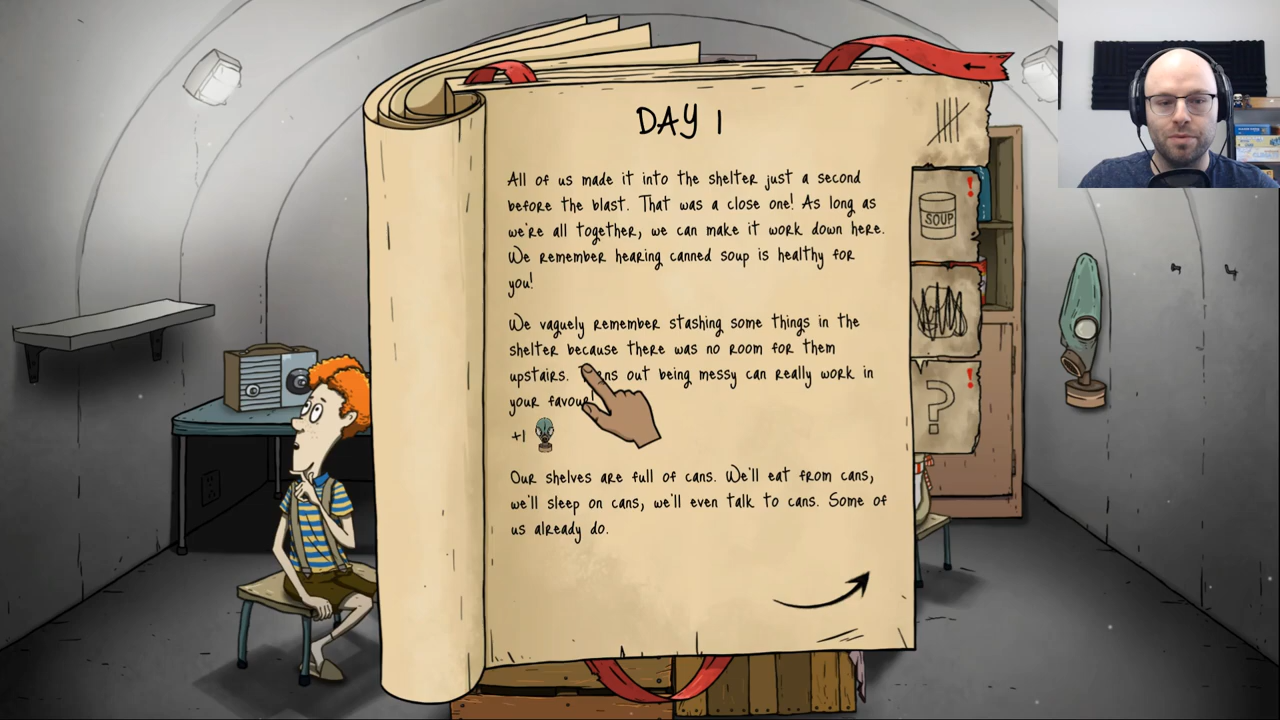 DAY 1
All of us made it into the shelter just a second
before the blast. That was a close one! As long as
we're all together, we can make it work down here.
We remember hearing canned soup is healthy for
you!
We vaguely remember stashing some things in the
shelter because there was no room for them
upstairs. out being messy can really work in
your favour
+1
Our shelves are full of cans. We'll eat from cans,
we'll sleep on cans, we'll even talk to cans. Some of
us already do.
SOUP
!
?
!